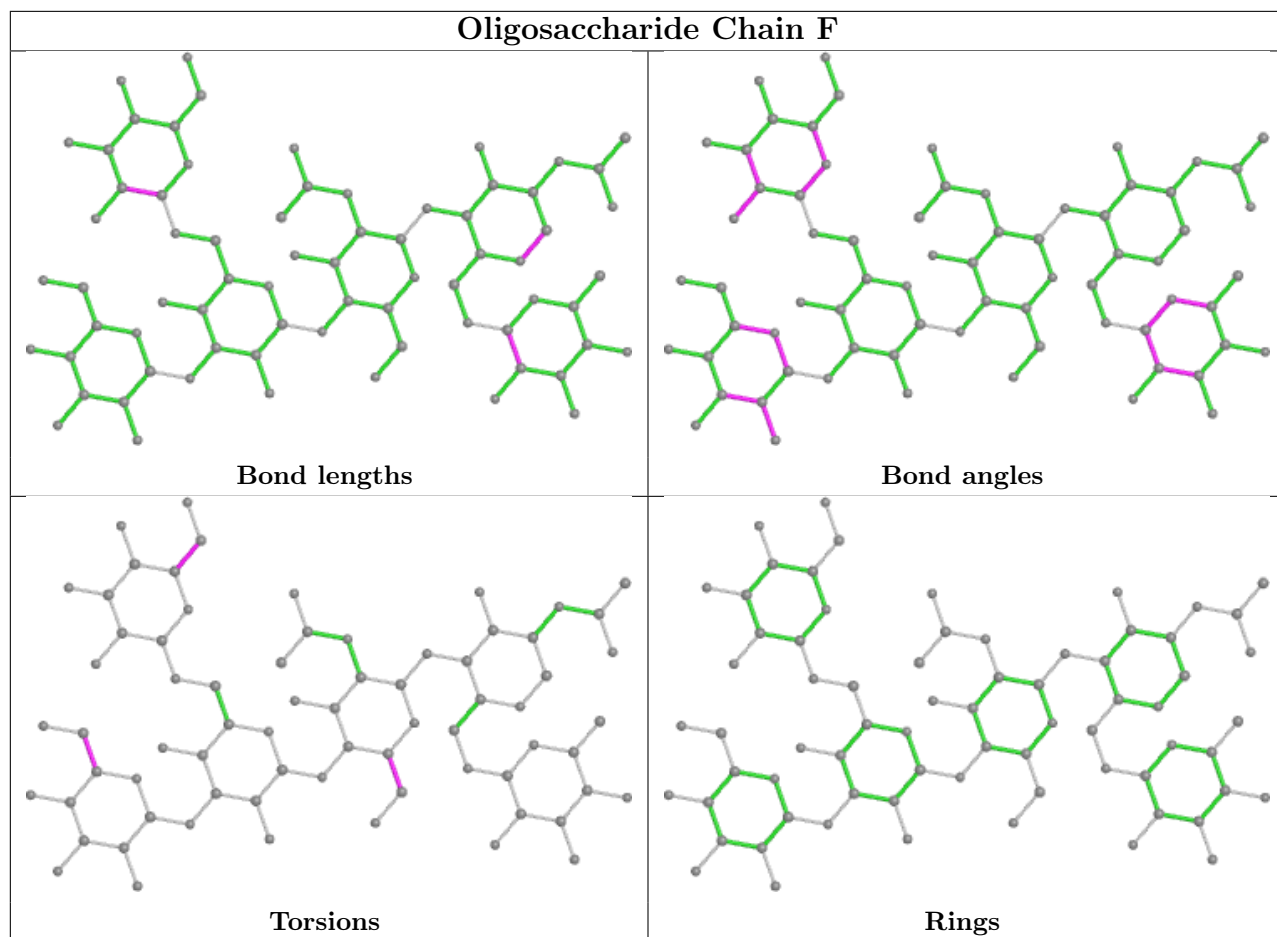 Oligosaccharide Chain F
Bond lengths
Bond angles
Torsions
Rings